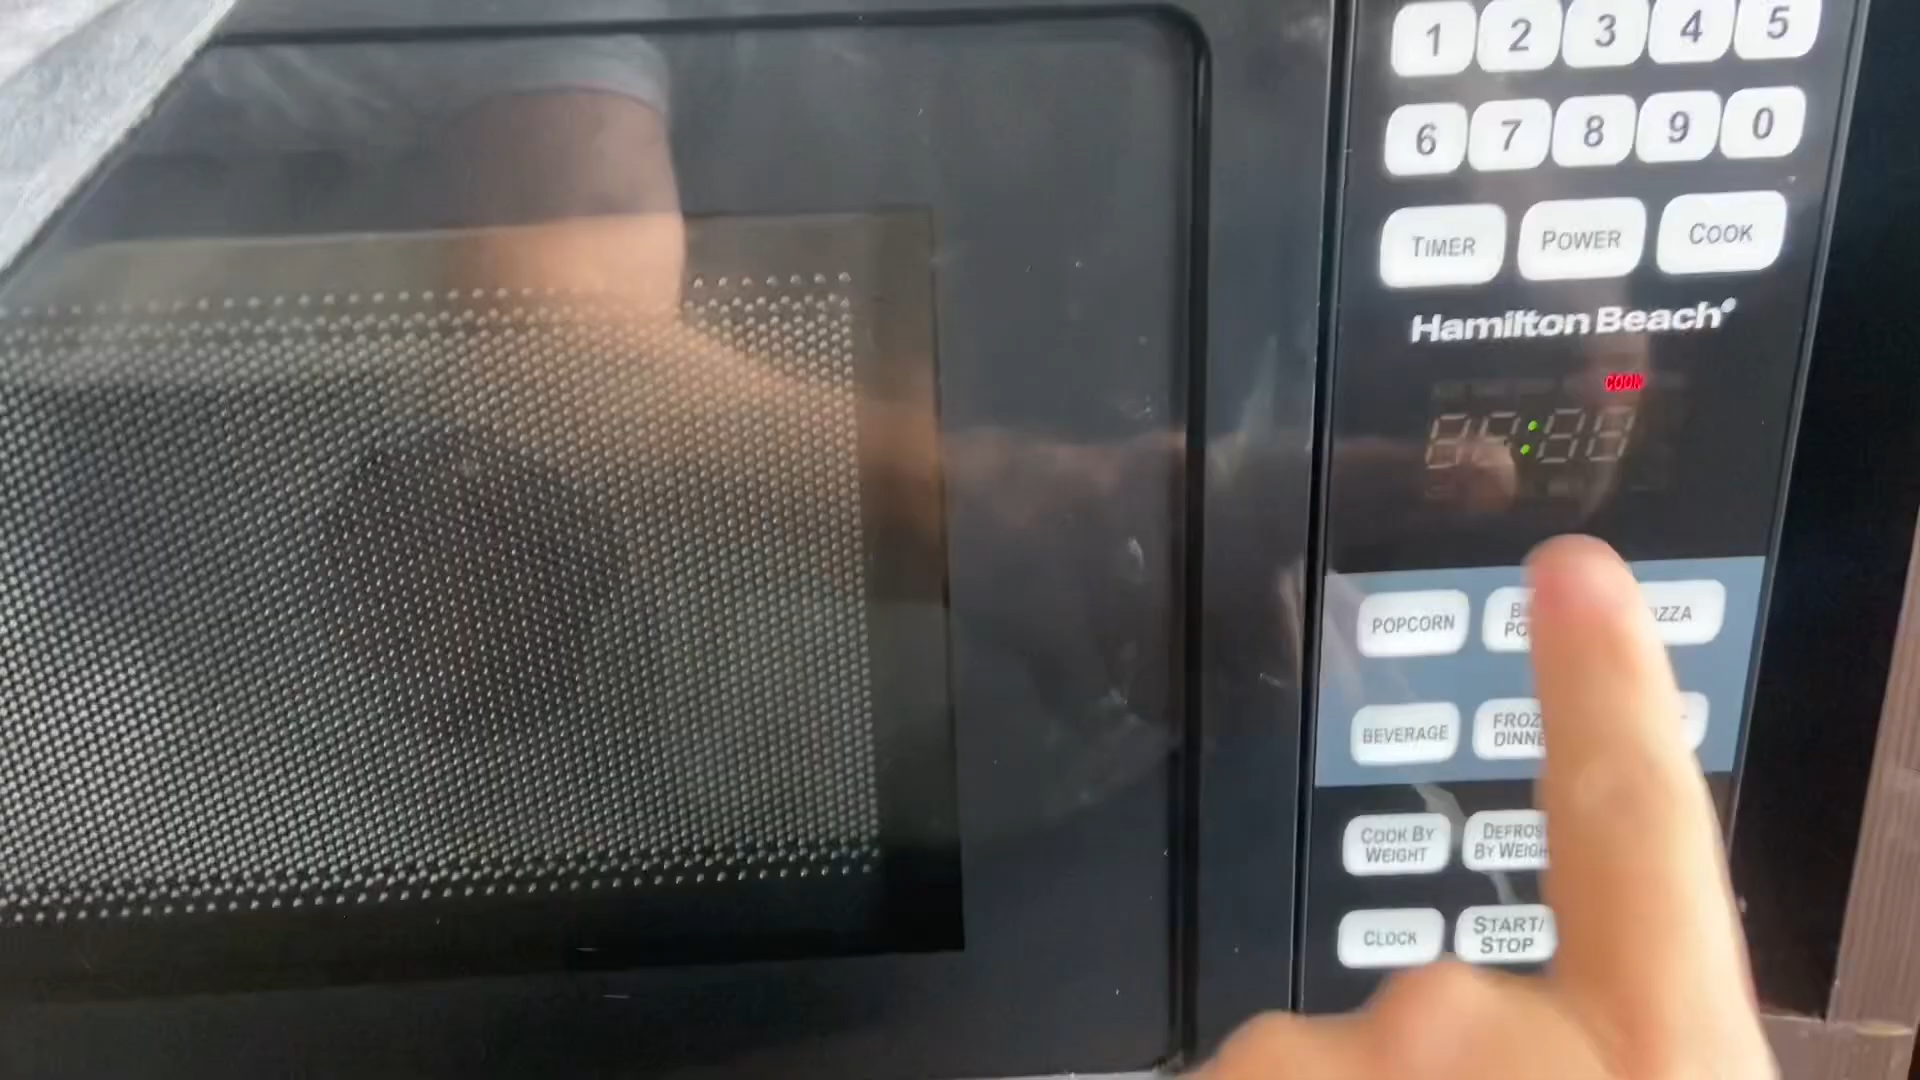 1 2 3 4 5
6 7 8 9 0
TIMER POWER COOK
Hamilton Beach®
COOK
:
POPCORN
BEVERAGE
COOK BY WEIGHT
CLOCK START/ STOP